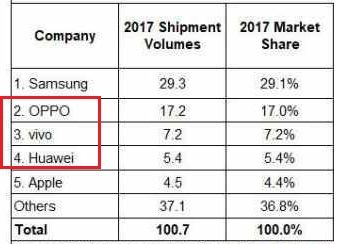 Company 2017 Shipment Volumes 2017 Market Share
1. Samsung 29.3 29.1%
2. OPPO 17.2 17.0%
3. vivo 7.2 7.2%
4. Huawei 5.4 5.4%
5. Apple 4.5 4.4%
Others 37.1 36.8%
Total 100.7 100.0%